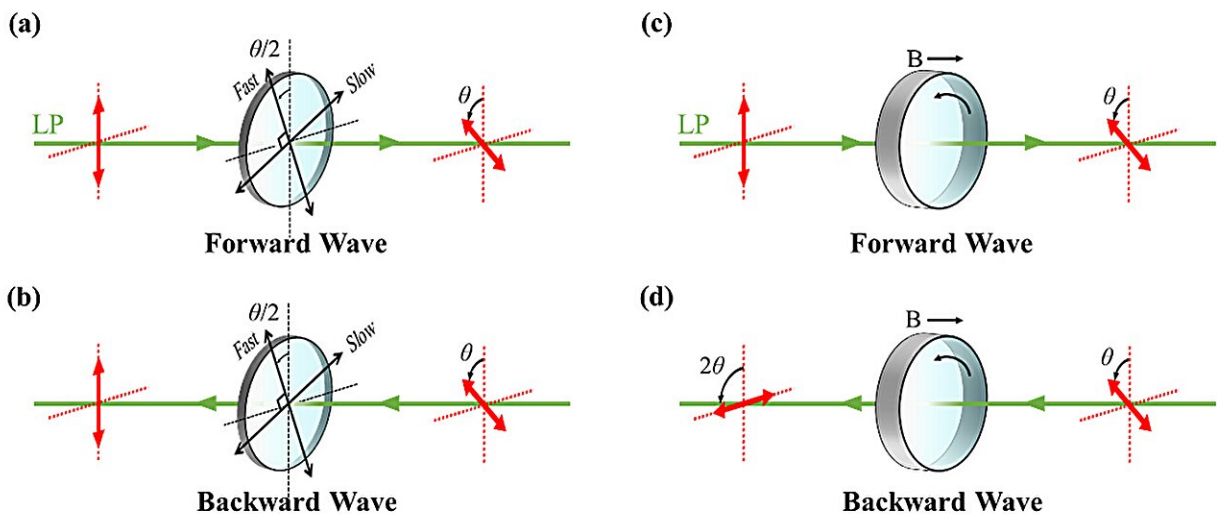 (a)
θ/2
Fast
Slow
LP
θ
Forward Wave
(b)
θ/2
Fast
Slow
θ
Backward Wave
(c)
B
LP
θ
Forward Wave
(d)
B
2θ
θ
Backward Wave